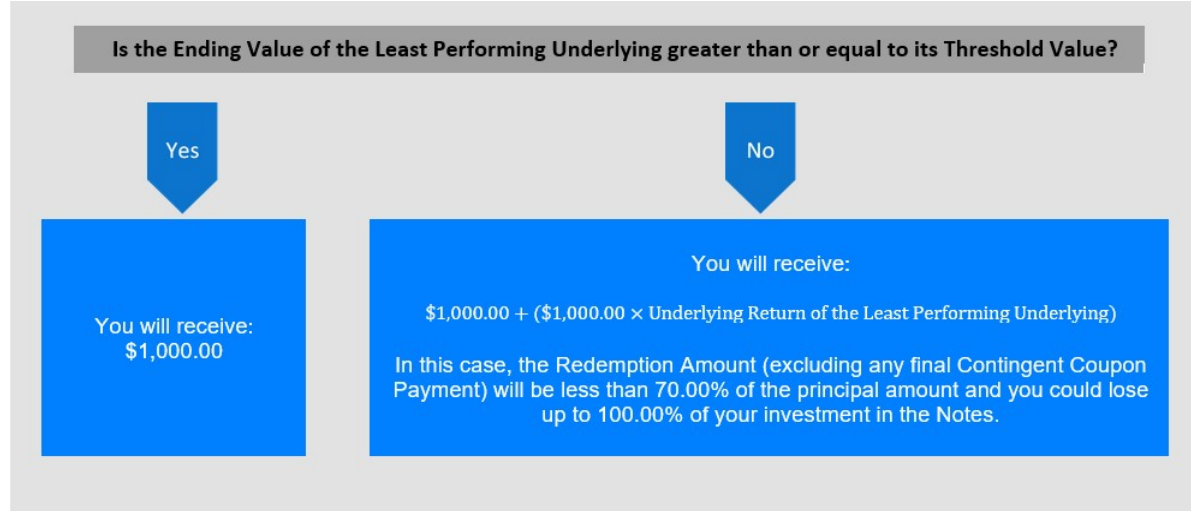 Is the Ending Value of the Least Performing Underlying greater than or equal to its Threshold Value?
Yes
No
You will receive:
$1,000.00
You will receive:
$1,000.00 + ($1,000.00 × Underlying Return of the Least Performing Underlying)
In this case, the Redemption Amount (excluding any final Contingent Coupon
Payment) will be less than 70.00% of the principal amount and you could lose
up to 100.00% of your investment in the Notes.